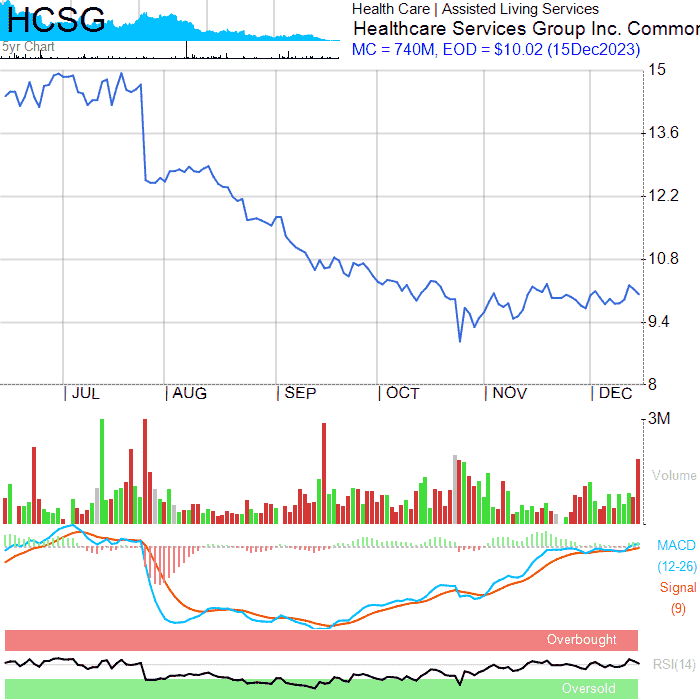 HCSG
5yr Chart
Health Care | Assisted Living Services
Healthcare Services Group Inc. Common
MC = 740M, EOD = $10.02 (15Dec2023)
15
13.6
12.2
10.8
9.4
8
JUL AUG SEP OCT NOV DEC
3M
Volume
MACD
(12-26)
Signal
(9)
Overbought
RSI(14)
Oversold